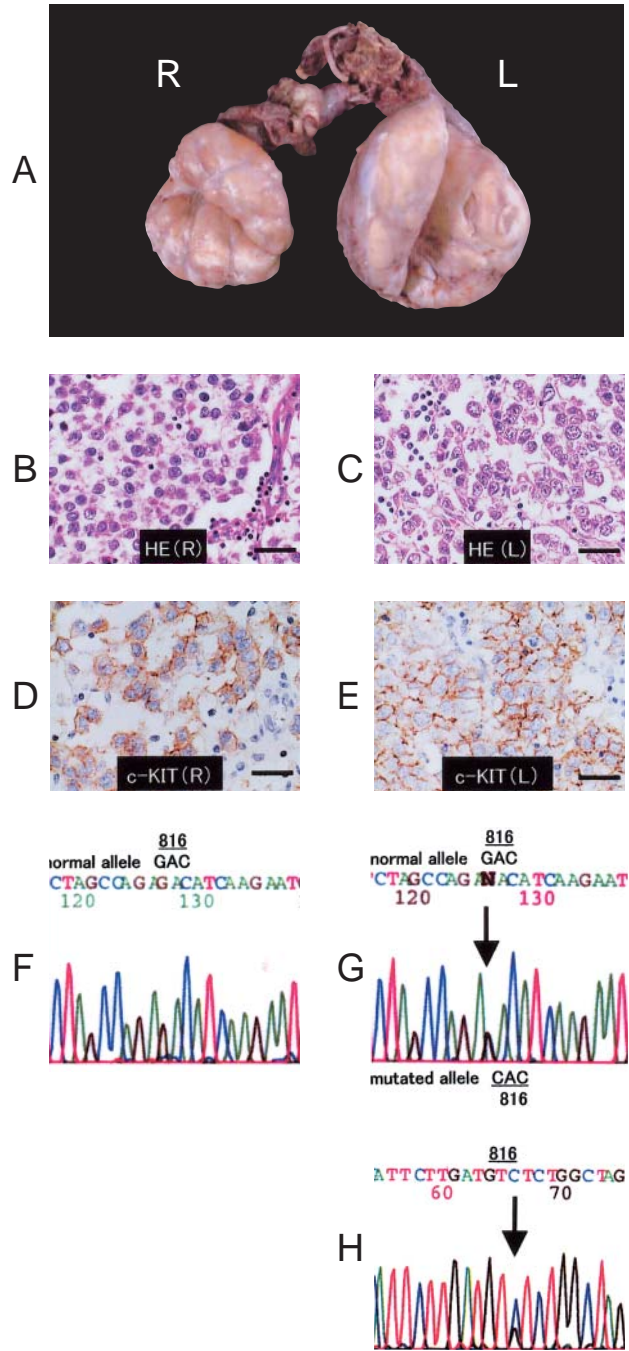 R L
A
B C
HE (R) HE (L)
D E
c-KIT(R) c-KIT(L)
816 816
normal allele GAC normal allele GAC
CTAGCCAGAGACATCAAGAAT 'CTAGCCAGANACATCAAGAAT
120 130 120 130
F G
mutated allele CAC
816
816
ATTCTTGATGTCTCTGGCTAG
60 70
H